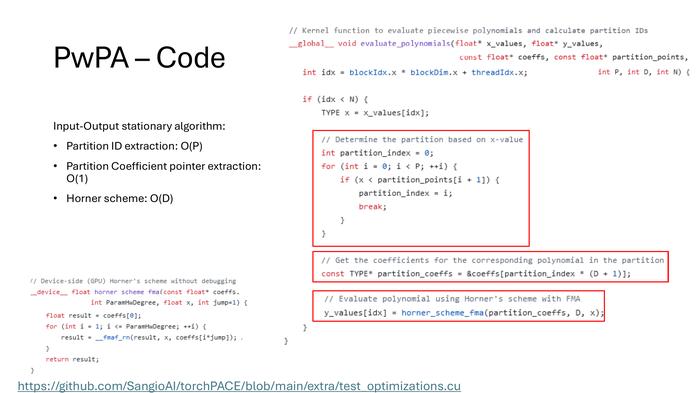 PwPA – Code
Input-Output stationary algorithm:
• Partition ID extraction: O(P)
• Partition Coefficient pointer extraction:
O(1)
• Horner scheme: O(D)
// Kernel function to evaluate piecewise polynomials and calculate partition IDs
__global__ void evaluate_polynomials(float* x_values, float* y_values,
const float* coeffs, const float* partition_points,
int P, int D, int N) {
int idx = blockIdx.x * blockDim.x + threadIdx.x;
if (idx < N) {
TYPE x = x_values[idx];
// Determine the partition based on x-value
int partition_index = 0;
for (int i = 0; i < P; ++i) {
if (x < partition_points[i + 1]) {
partition_index = i;
break;
}
}
// Get the coefficients for the corresponding polynomial in the partition
const TYPE* partition_coeffs = &coeffs[partition_index * (D + 1)];
// Evaluate polynomial using Horner's scheme with FMA
y_values[idx] = horner_scheme_fma(partition_coeffs, D, x);
}
}
// Device-side (GPU) Horner's scheme without debugging
__device__ float horner_scheme_fma(const float* coeffs,
int ParamHwDegree, float x, int jump=1) {
float result = coeffs[0];
for (int i = 1; i <= ParamHwDegree; ++i) {
result = __fmaf_rn(result, x, coeffs[i*jump]);
}
return result;
}
https://github.com/SangioAI/torchPACE/blob/main/extra/test_optimizations.cu